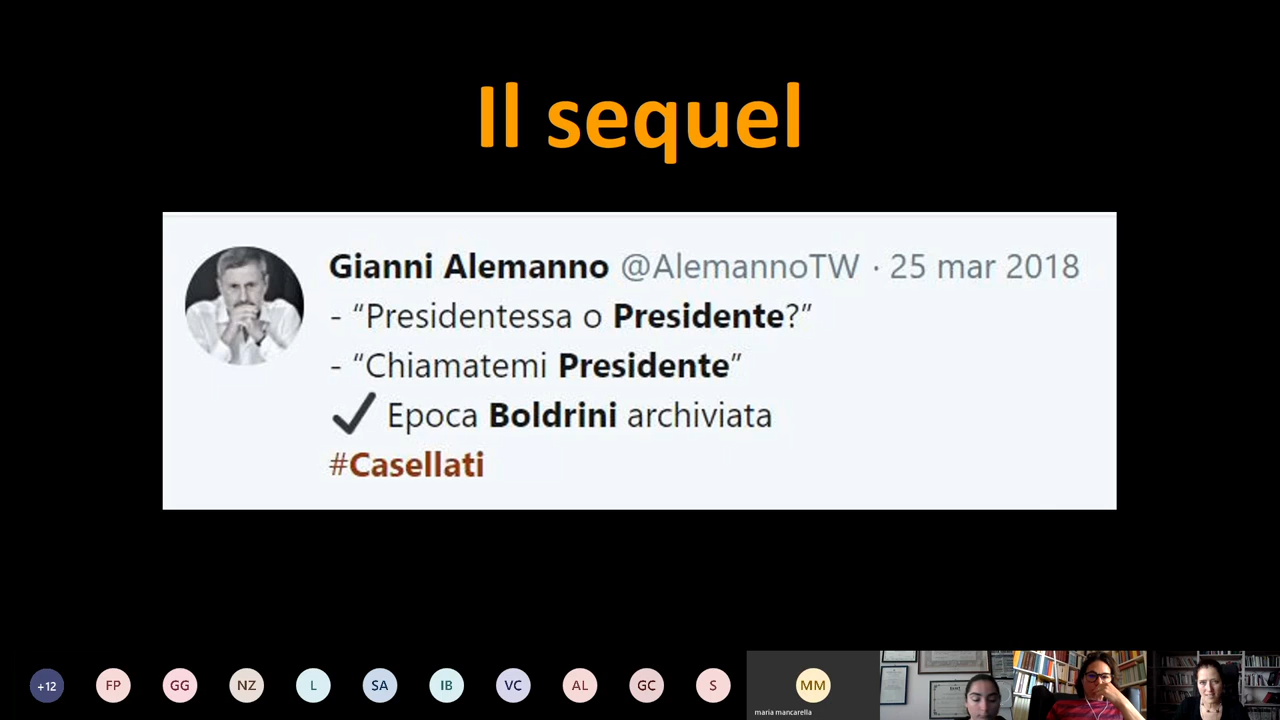 Il sequel
Gianni Alemanno @AlemannoTW · 25 mar 2018
- “Presidentessa o Presidente?”
- “Chiamatemi Presidente”
✔ Epoca Boldrini archiviata
#Casellati
+12 FP GG NZ L SA IB VC AL GC S MM
maria mancarella